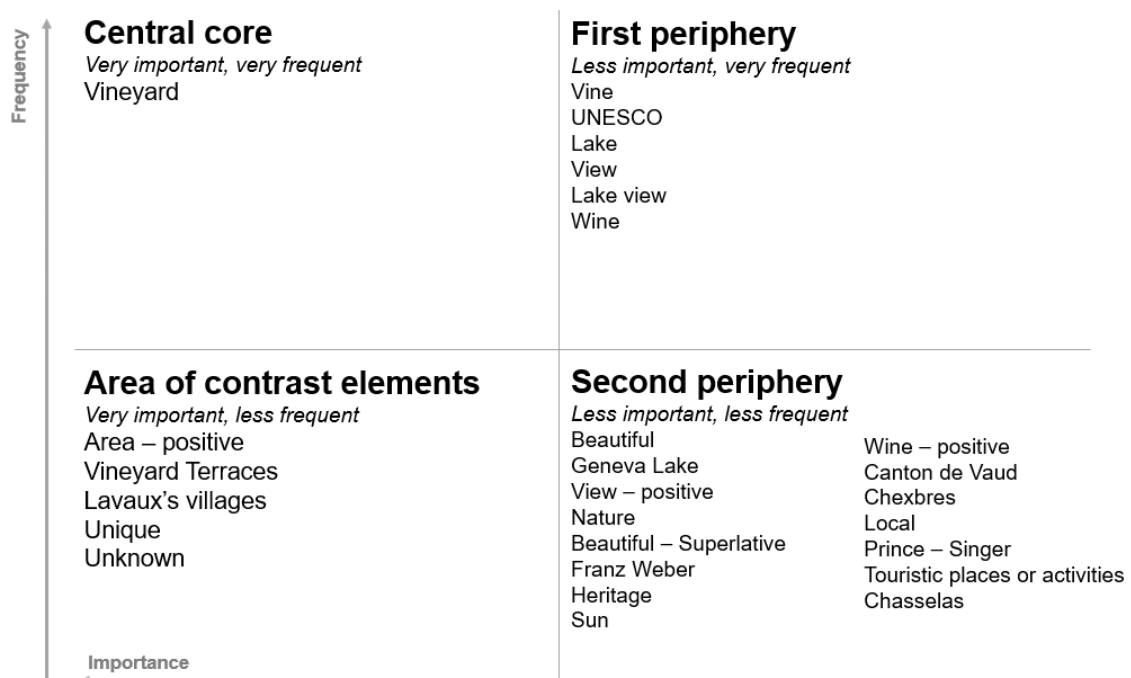 Frequency
Central core
Very important, very frequent
Vineyard
First periphery
Less important, very frequent
Vine
UNESCO
Lake
View
Lake view
Wine
Area of contrast elements
Very important, less frequent
Area – positive
Vineyard Terraces
Lavaux's villages
Unique
Unknown
Second periphery
Less important, less frequent
Beautiful
Geneva Lake
View – positive
Nature
Beautiful – Superlative
Franz Weber
Heritage
Sun
Wine – positive
Canton de Vaud
Chexbres
Local
Prince – Singer
Touristic places or activities
Chasselas
Importance